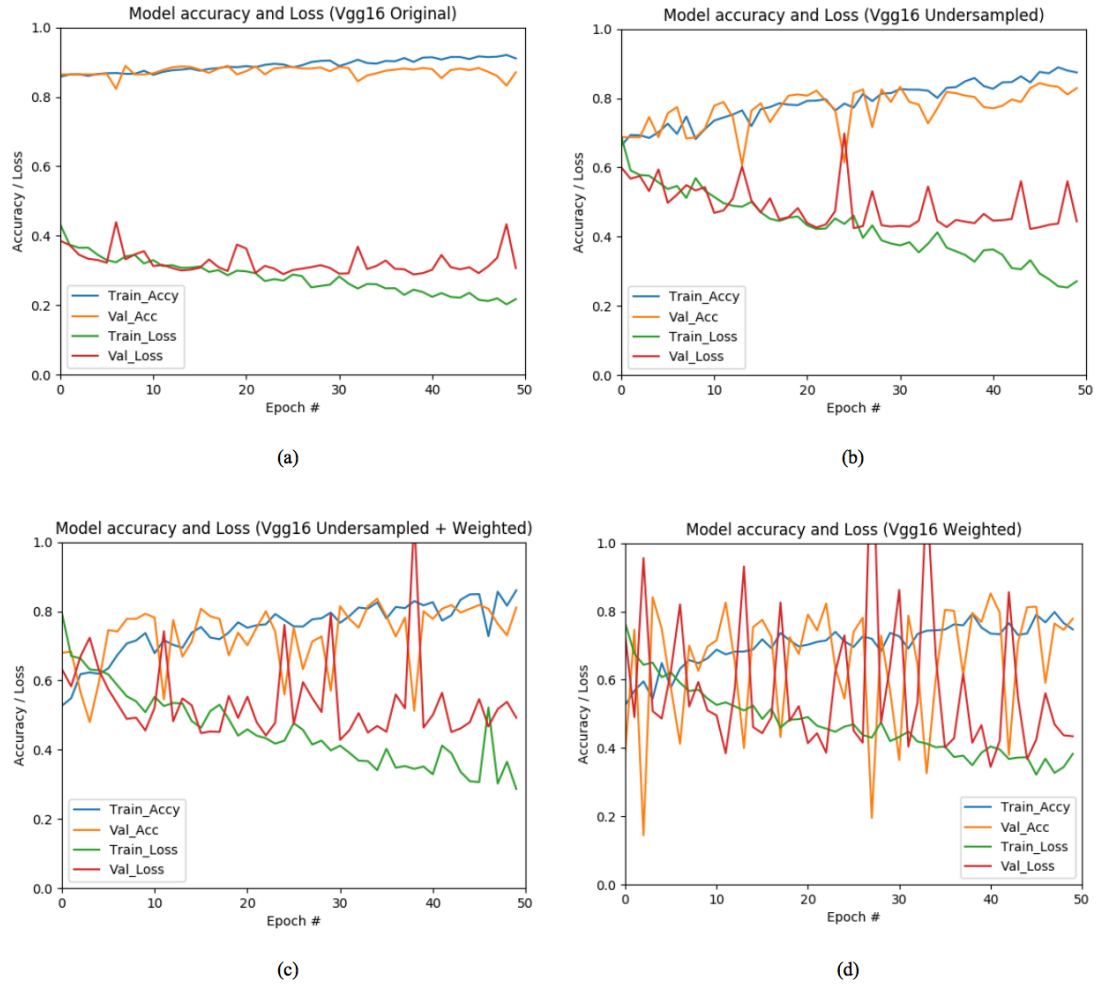 Model accuracy and Loss (Vgg16 Original)
Accuracy / Loss
1.0
0.8
0.6
0.4
0.2
0.0
Train_Accy
Val_Acc
Train_Loss
Val_Loss
0 10 20 30 40 50
Epoch #
(a)
Model accuracy and Loss (Vgg16 Undersampled)
Accuracy / Loss
1.0
0.8
0.6
0.4
0.2
0.0
Train_Accy
Val_Acc
Train_Loss
Val_Loss
0 10 20 30 40 50
Epoch #
(b)
Model accuracy and Loss (Vgg16 Undersampled + Weighted)
Accuracy / Loss
1.0
0.8
0.6
0.4
0.2
0.0
Train_Accy
Val_Acc
Train_Loss
Val_Loss
0 10 20 30 40 50
Epoch #
(c)
Model accuracy and Loss (Vgg16 Weighted)
Accuracy / Loss
1.0
0.8
0.6
0.4
0.2
0.0
Train_Accy
Val_Acc
Train_Loss
Val_Loss
0 10 20 30 40 50
Epoch #
(d)